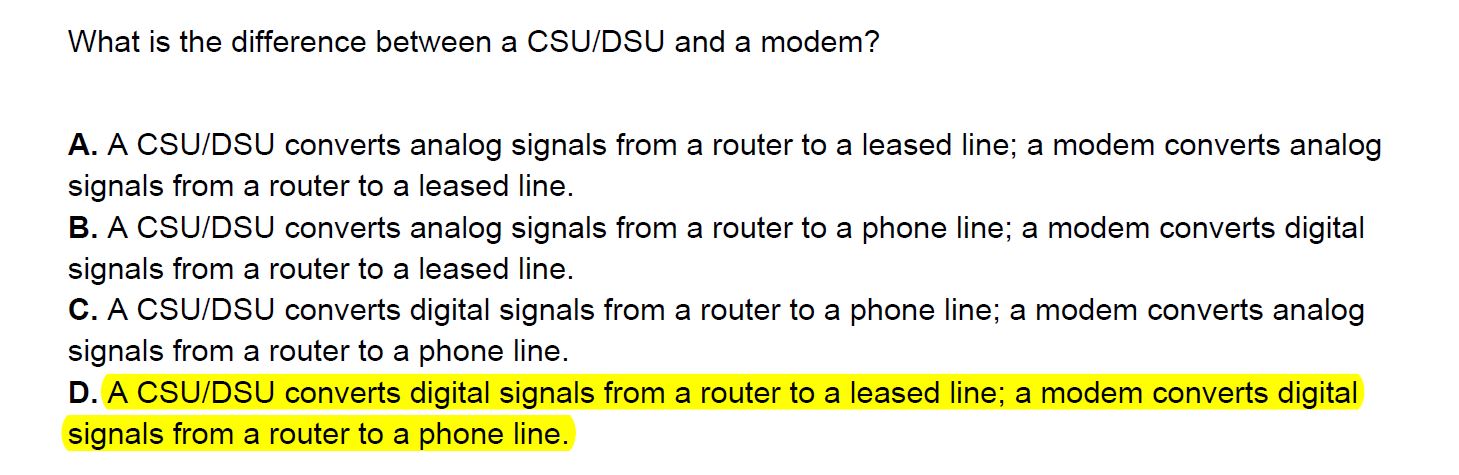 What is the difference between a CSU/DSU and a modem?
A. A CSU/DSU converts analog signals from a router to a leased line; a modem converts analog
signals from a router to a leased line.
B. A CSU/DSU converts analog signals from a router to a phone line; a modem converts digital
signals from a router to a leased line.
C. A CSU/DSU converts digital signals from a router to a phone line; a modem converts analog
signals from a router to a phone line.
D. A CSU/DSU converts digital signals from a router to a leased line; a modem converts digital
signals from a router to a phone line.